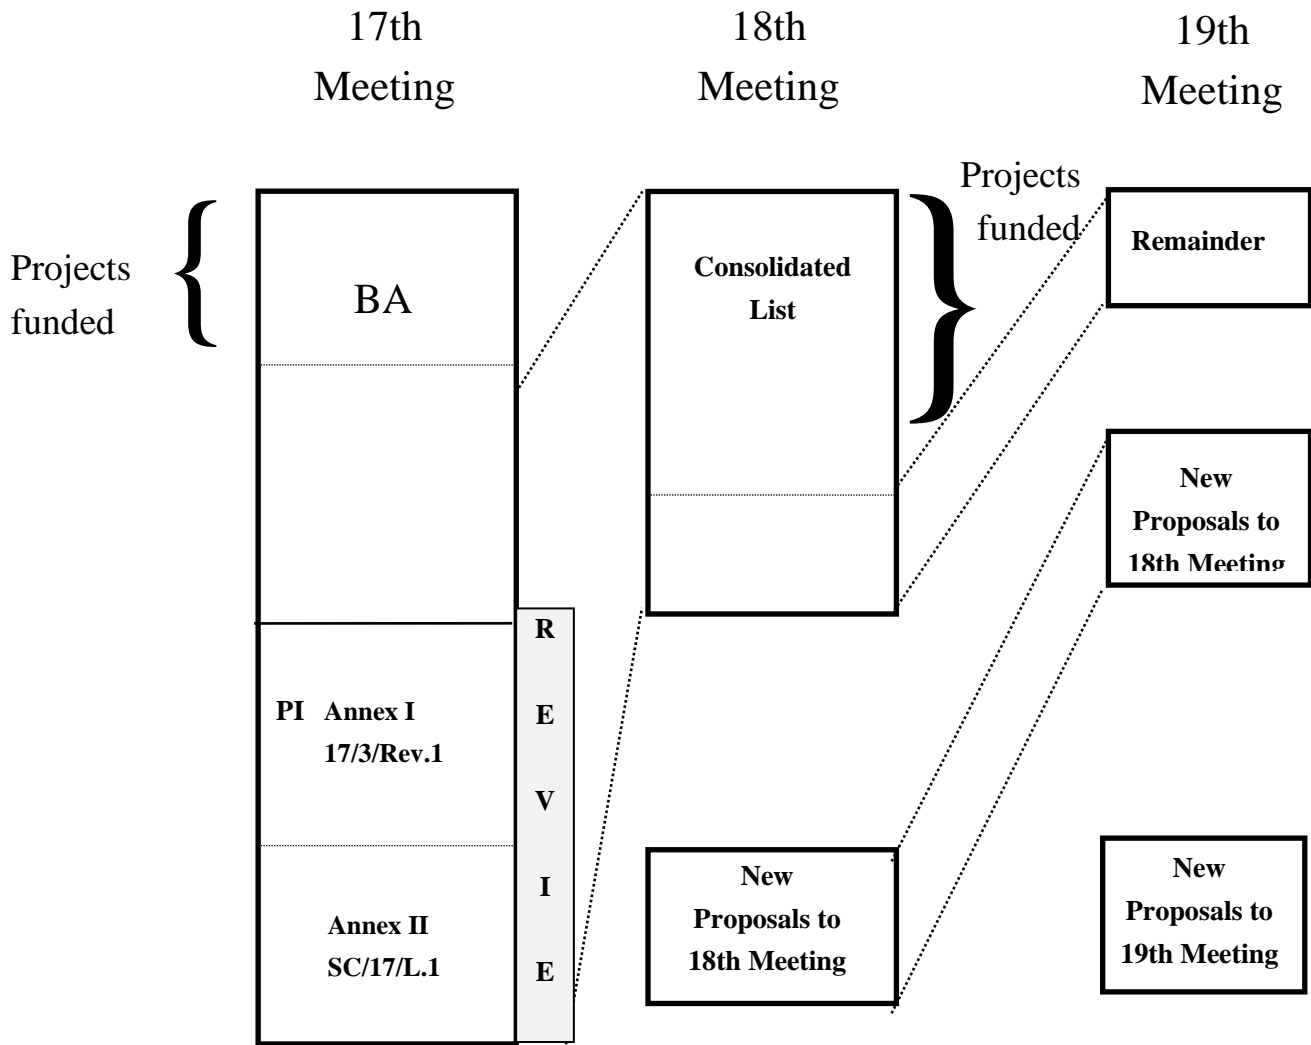 17th
Meeting
18th
Meeting
19th
Meeting
Projects
funded
BA
PI Annex I
17/3/Rev.1
Annex II
SC/17/L.1
R
E
V
I
E
Consolidated
List
Projects
funded
New
Proposals to
18th Meeting
Remainder
New
Proposals to
18th Meeting
New
Proposals to
19th Meeting